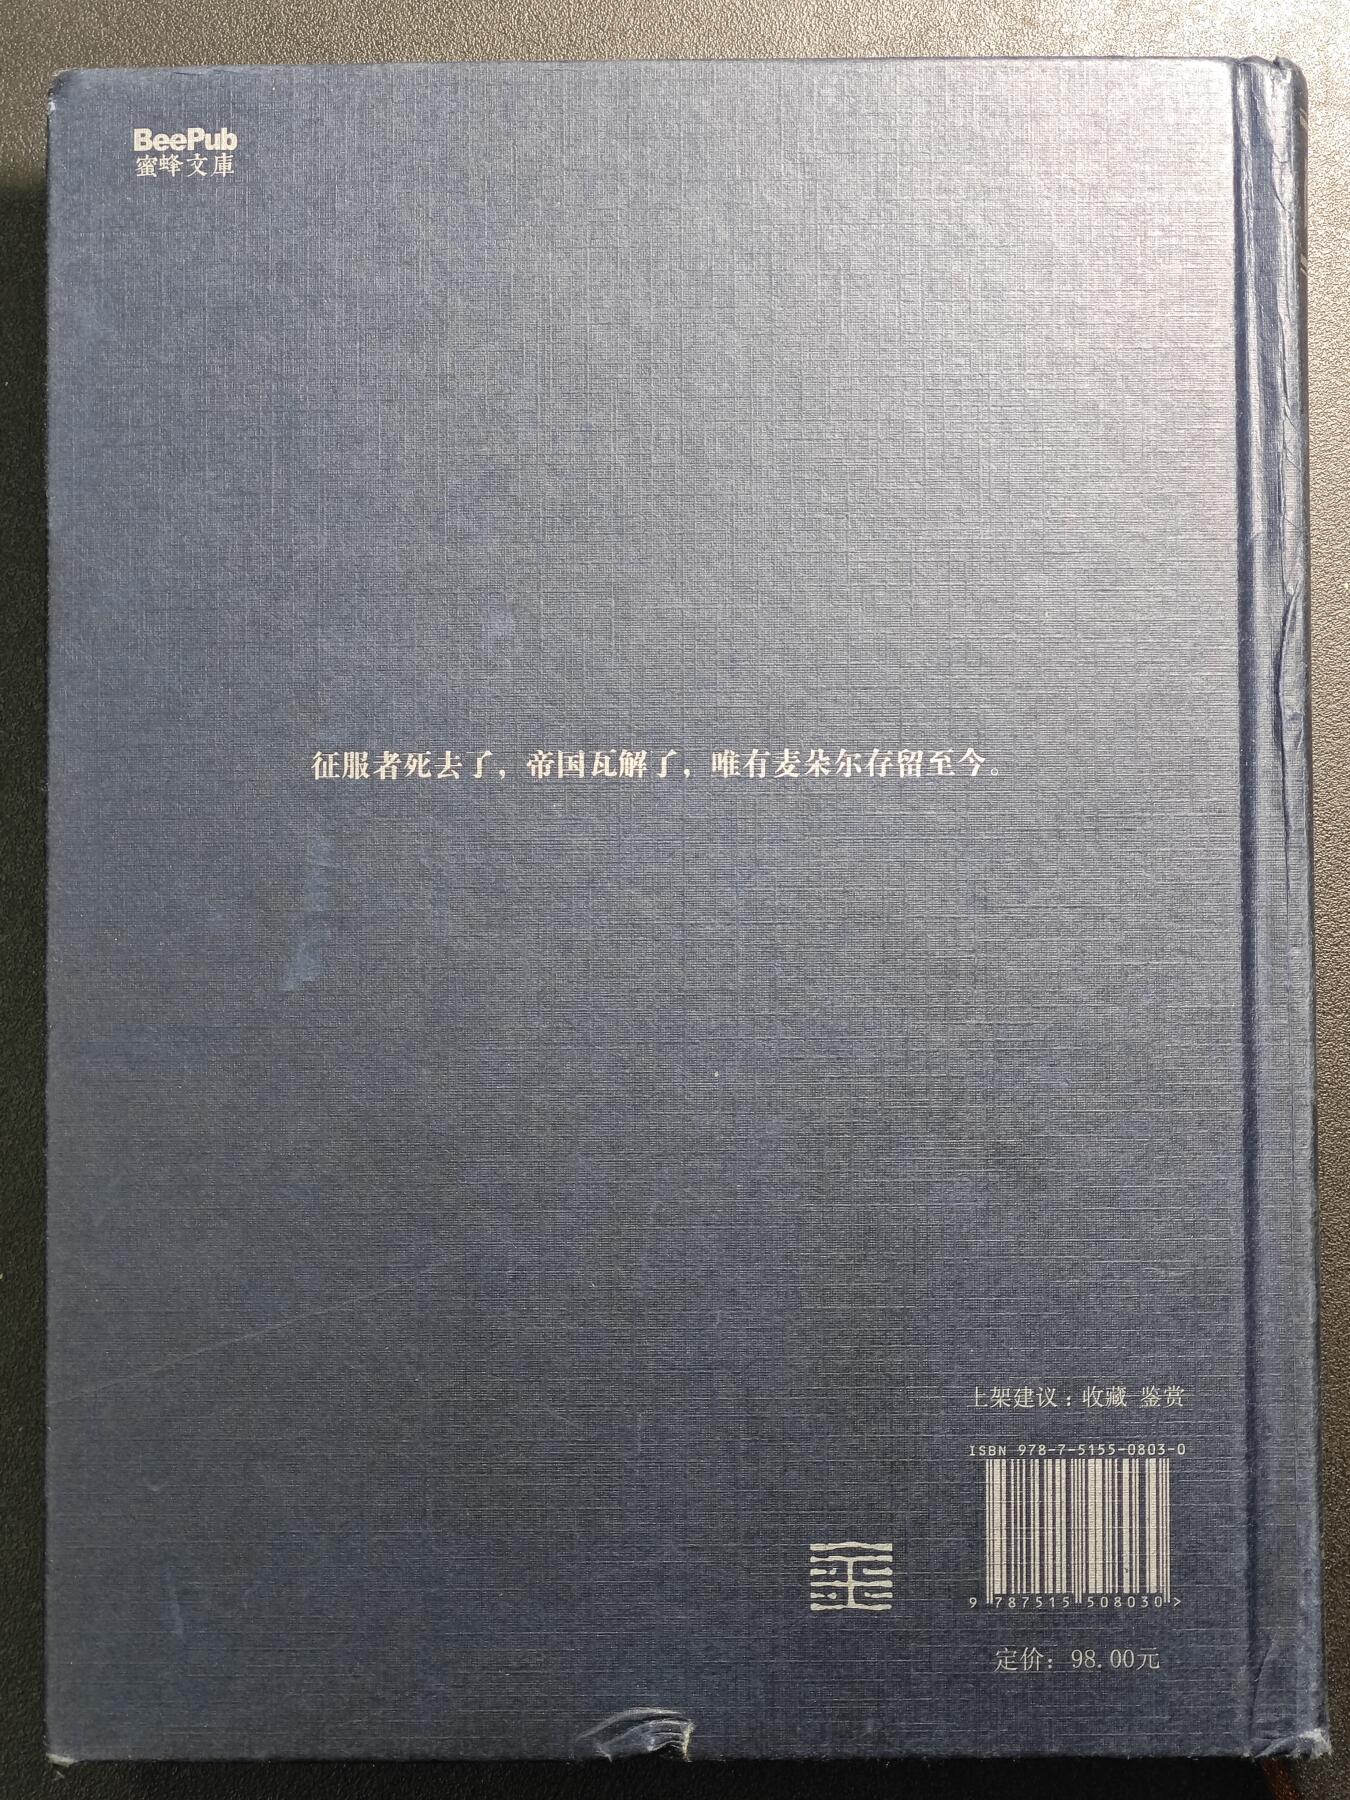 BeePub
蜜蜂文庫
征服者死去了，帝国瓦解了，唯有麦朵尔存留至今。
上架建议：收藏 鉴赏
ISBN 978-7-5155-0803-0
9 787515 508030 >
定价：98.00元